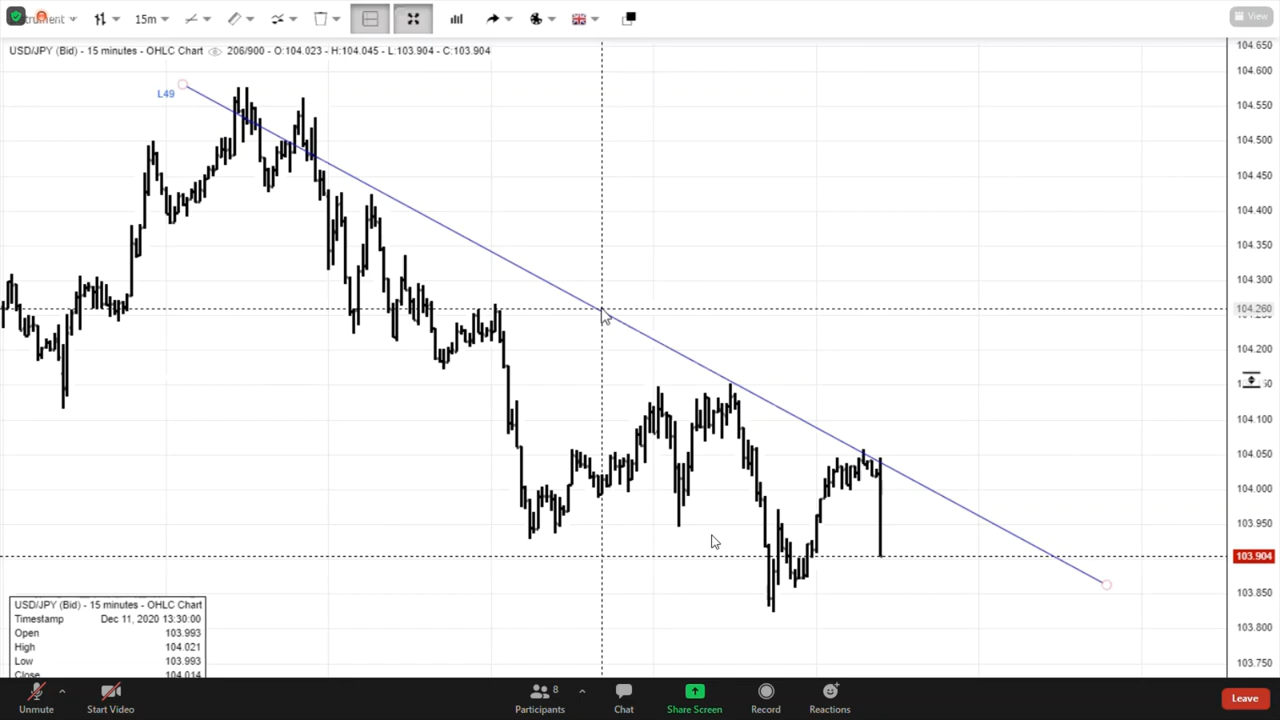 15m
View
USD/JPY (Bid) - 15 minutes - OHLC Chart 206/900 - O:104.023 - H:104.045 - L:103.904 - C:103.904
L49
104.650
104.600
104.550
104.500
104.450
104.400
104.350
104.300
104.260
104.200
104.100
104.050
104.000
103.950
103.904
103.850
103.800
103.750
USD/JPY (Bid) - 15 minutes - OHLC Chart
Timestamp Dec 11, 2020 13:30:00
Open 103.993
High 104.021
Low 103.993
Close 104.014
Unmute
Start Video
8
Participants
Chat
Share Screen
Record
Reactions
Leave